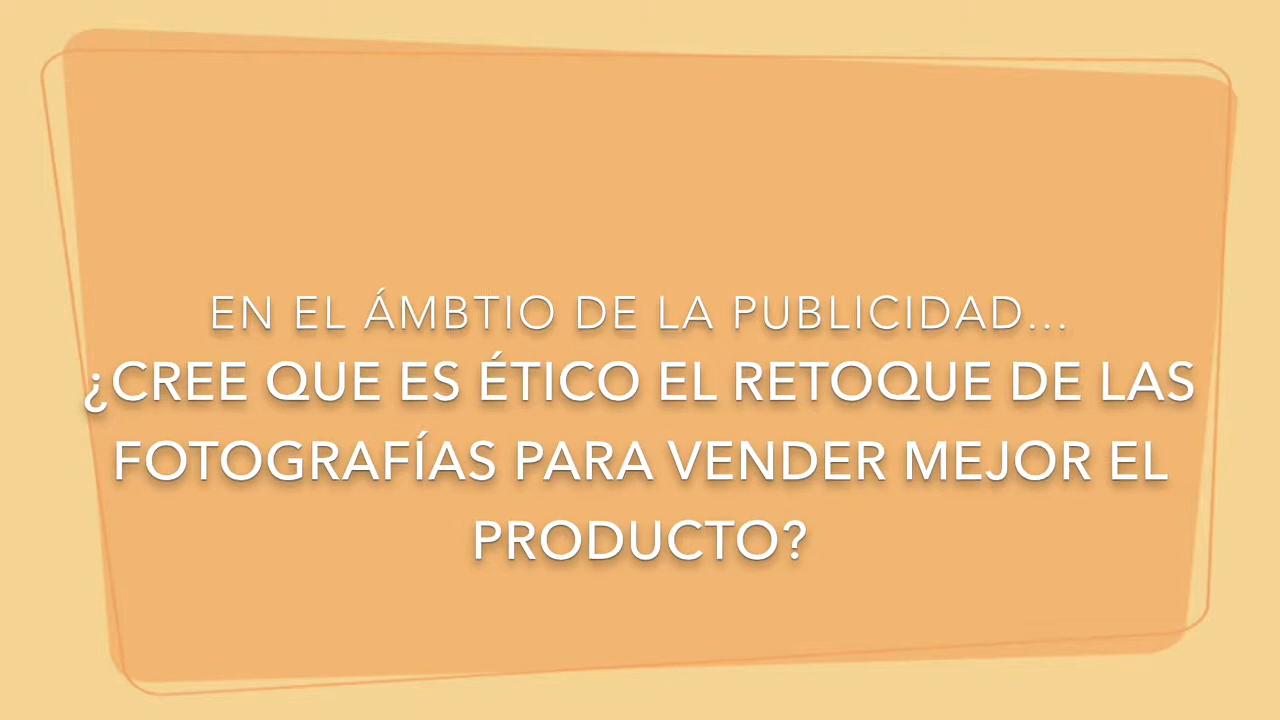 EN EL ÁMBTIO DE LA PUBLICIDAD...
¿CREE QUE ES ÉTICO EL RETOQUE DE LAS
FOTOGRAFÍAS PARA VENDER MEJOR EL
PRODUCTO?